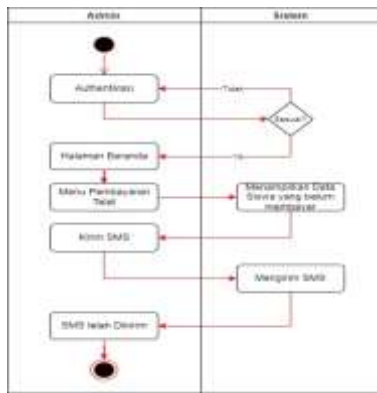 Admin
Sistem
Authentikasi
Tidak
Sesuai?
Ya
Halaman Beranda
Menu Pembayaran
Telat
Menampilkan Data
Siswa yang belum
membayar
Kirim SMS
Mengirim SMS
SMS telah Dikirim